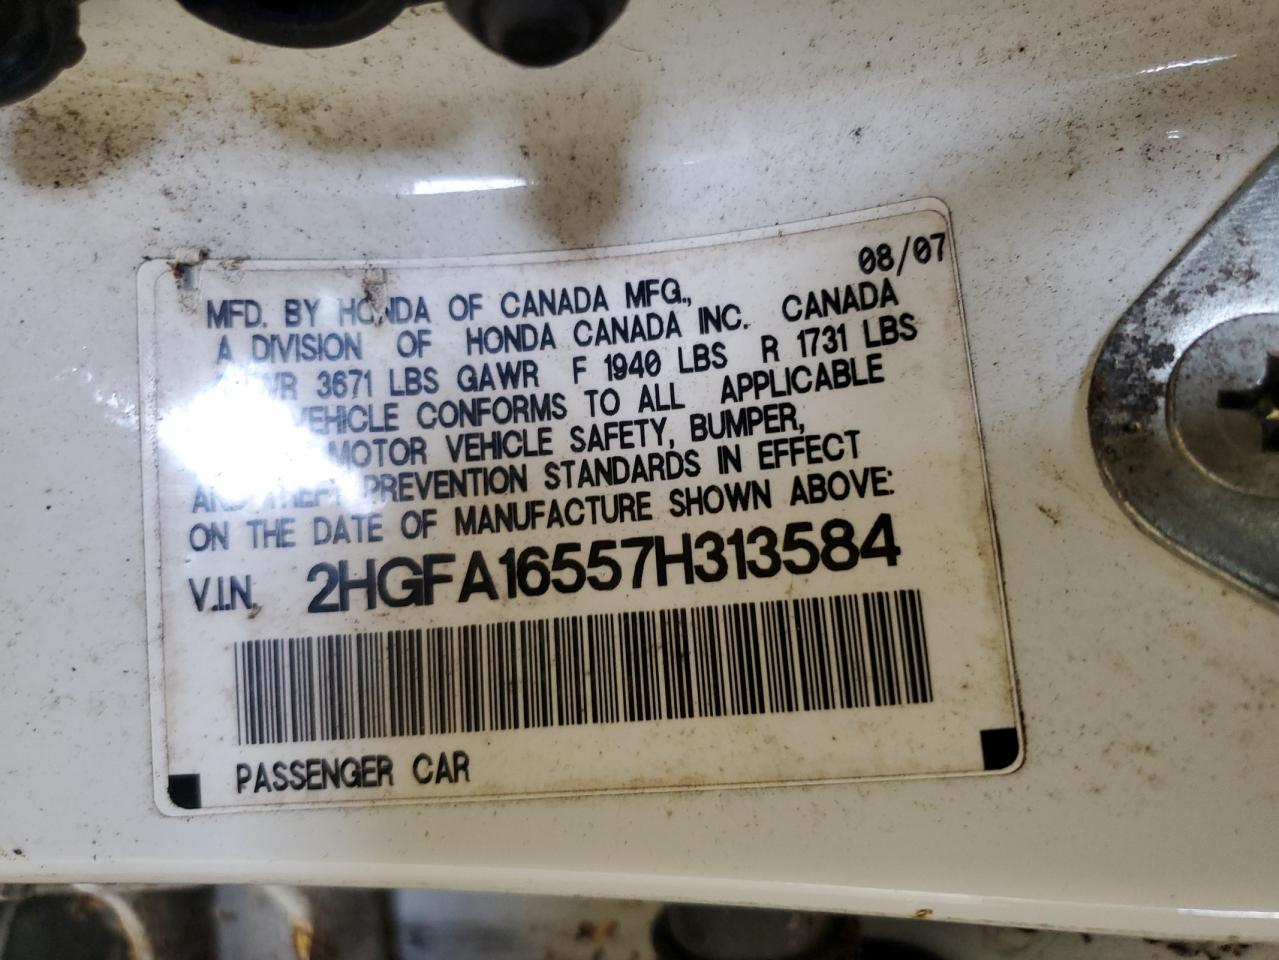 08/07
MFD. BY HONDA OF CANADA MFG.,
A DIVISION OF HONDA CANADA INC. CANADA
3671 LBS GAWR F 1940 LBS R 1731 LBS
VEHICLE CONFORMS TO ALL APPLICABLE
MOTOR VEHICLE SAFETY, BUMPER,
AND THEFT PREVENTION STANDARDS IN EFFECT
ON THE DATE OF MANUFACTURE SHOWN ABOVE:
V.I.N. 2HGFA16557H313584
PASSENGER CAR